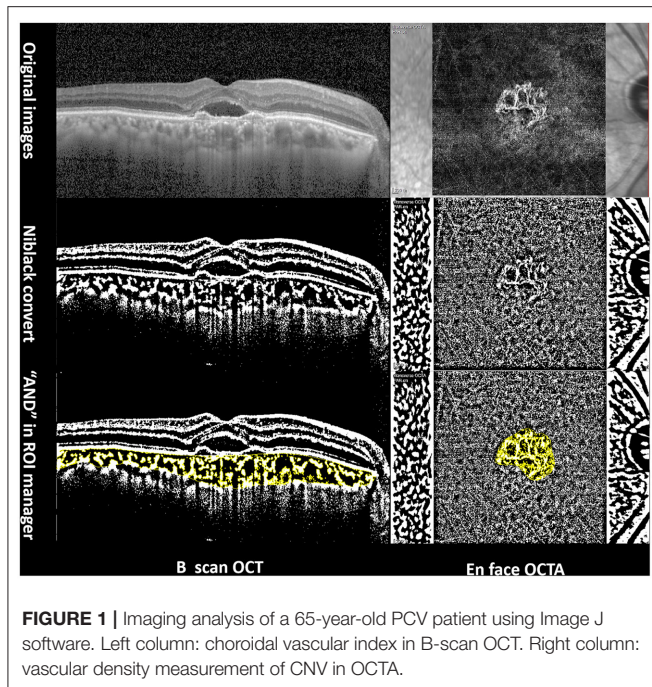 Original images
Niblack convert
"AND" in ROI manager
B scan OCT
En face OCTA
FIGURE 1 | Imaging analysis of a 65-year-old PCV patient using Image J
software. Left column: choroidal vascular index in B-scan OCT. Right column:
vascular density measurement of CNV in OCTA.